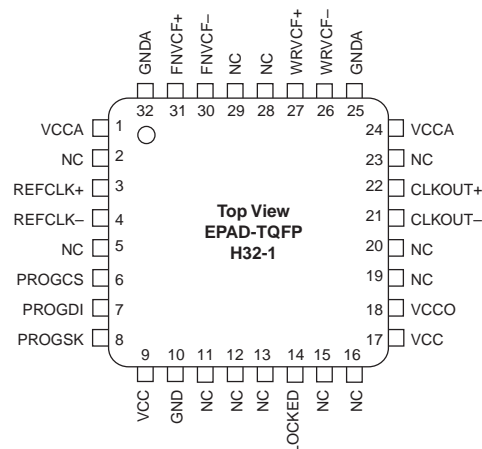 GNDA
FNVCF+
FNVCF–
NC
NC
WRVCF+
WRVCF–
GNDA
32 31 30 29 28 27 26 25
VCCA 1
NC 2
REFCLK+ 3
REFCLK– 4
NC 5
PROGCS 6
PROGDI 7
PROGSK 8
Top View
EPAD-TQFP
H32-1
24 VCCA
23 NC
22 CLKOUT+
21 CLKOUT–
20 NC
19 NC
18 VCCO
17 VCC
9 10 11 12 13 14 15 16
VCC
GND
NC
NC
NC
LOCKED
NC
NC